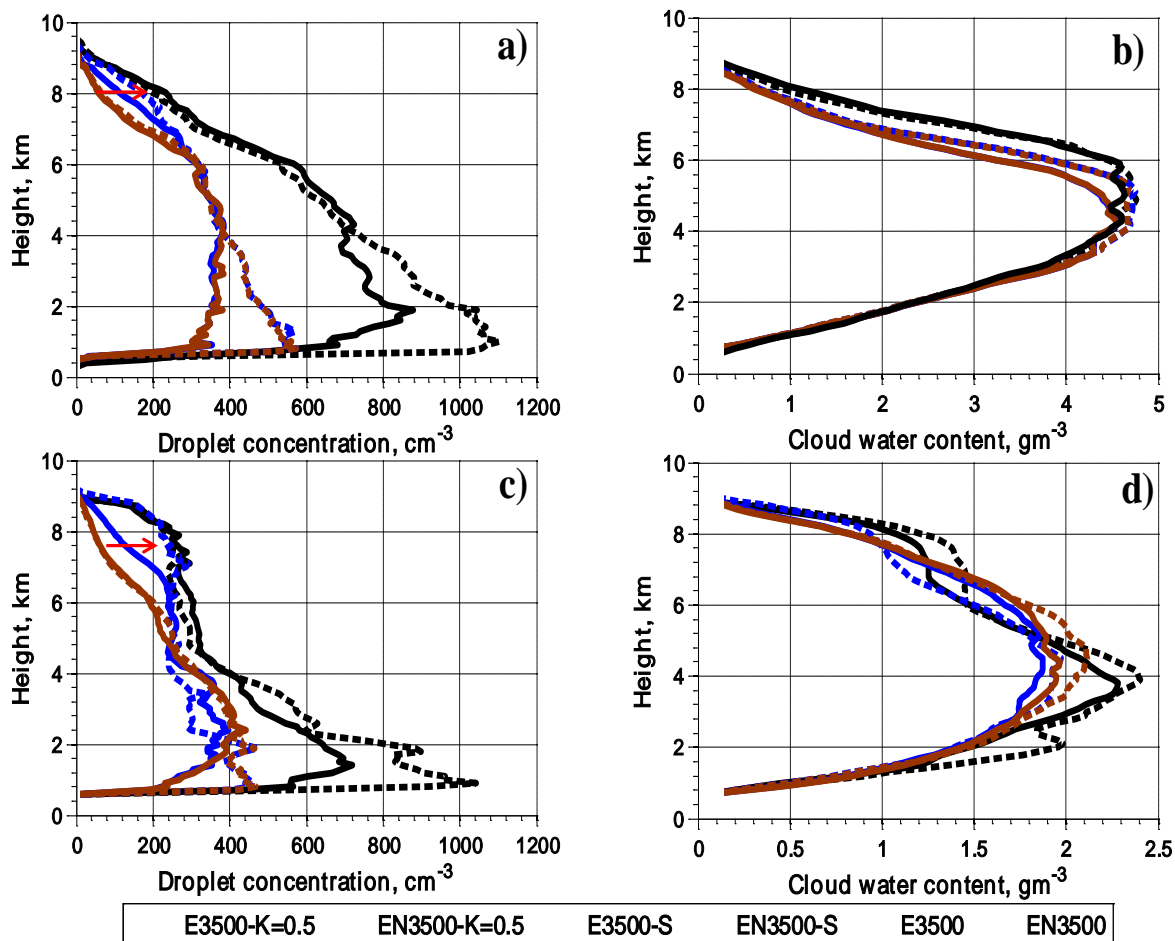 a)
Height, km
10
8
6
4
2
0
0 200 400 600 800 1000 1200
Droplet concentration, cm-3
b)
Height, km
10
8
6
4
2
0
1 2 3 4 5
Cloud water content, gm-3
c)
Height, km
10
8
6
4
2
0
0 200 400 600 800 1000 1200
Droplet concentration, cm-3
d)
Height, km
10
8
6
4
2
0
0.5 1 1.5 2 2.5
Cloud water content, gm-3
E3500-K=0.5 EN3500-K=0.5 E3500-S EN3500-S E3500 EN3500